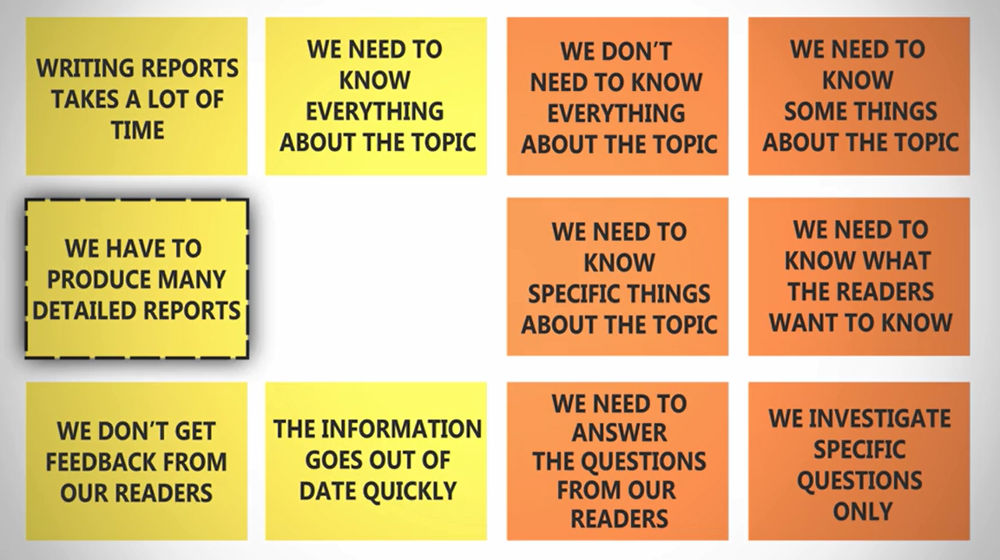 WRITING REPORTS
TAKES A LOT OF
TIME
WE NEED TO
KNOW
EVERYTHING
ABOUT THE TOPIC
WE DON'T
NEED TO KNOW
EVERYTHING
ABOUT THE TOPIC
WE NEED TO
KNOW
SOME THINGS
ABOUT THE TOPIC
WE HAVE TO
PRODUCE MANY
DETAILED REPORTS
WE NEED TO
KNOW
SPECIFIC THINGS
ABOUT THE TOPIC
WE NEED TO
KNOW WHAT
THE READERS
WANT TO KNOW
WE DON'T GET
FEEDBACK FROM
OUR READERS
THE INFORMATION
GOES OUT OF
DATE QUICKLY
WE NEED TO
ANSWER
THE QUESTIONS
FROM OUR
READERS
WE INVESTIGATE
SPECIFIC
QUESTIONS
ONLY